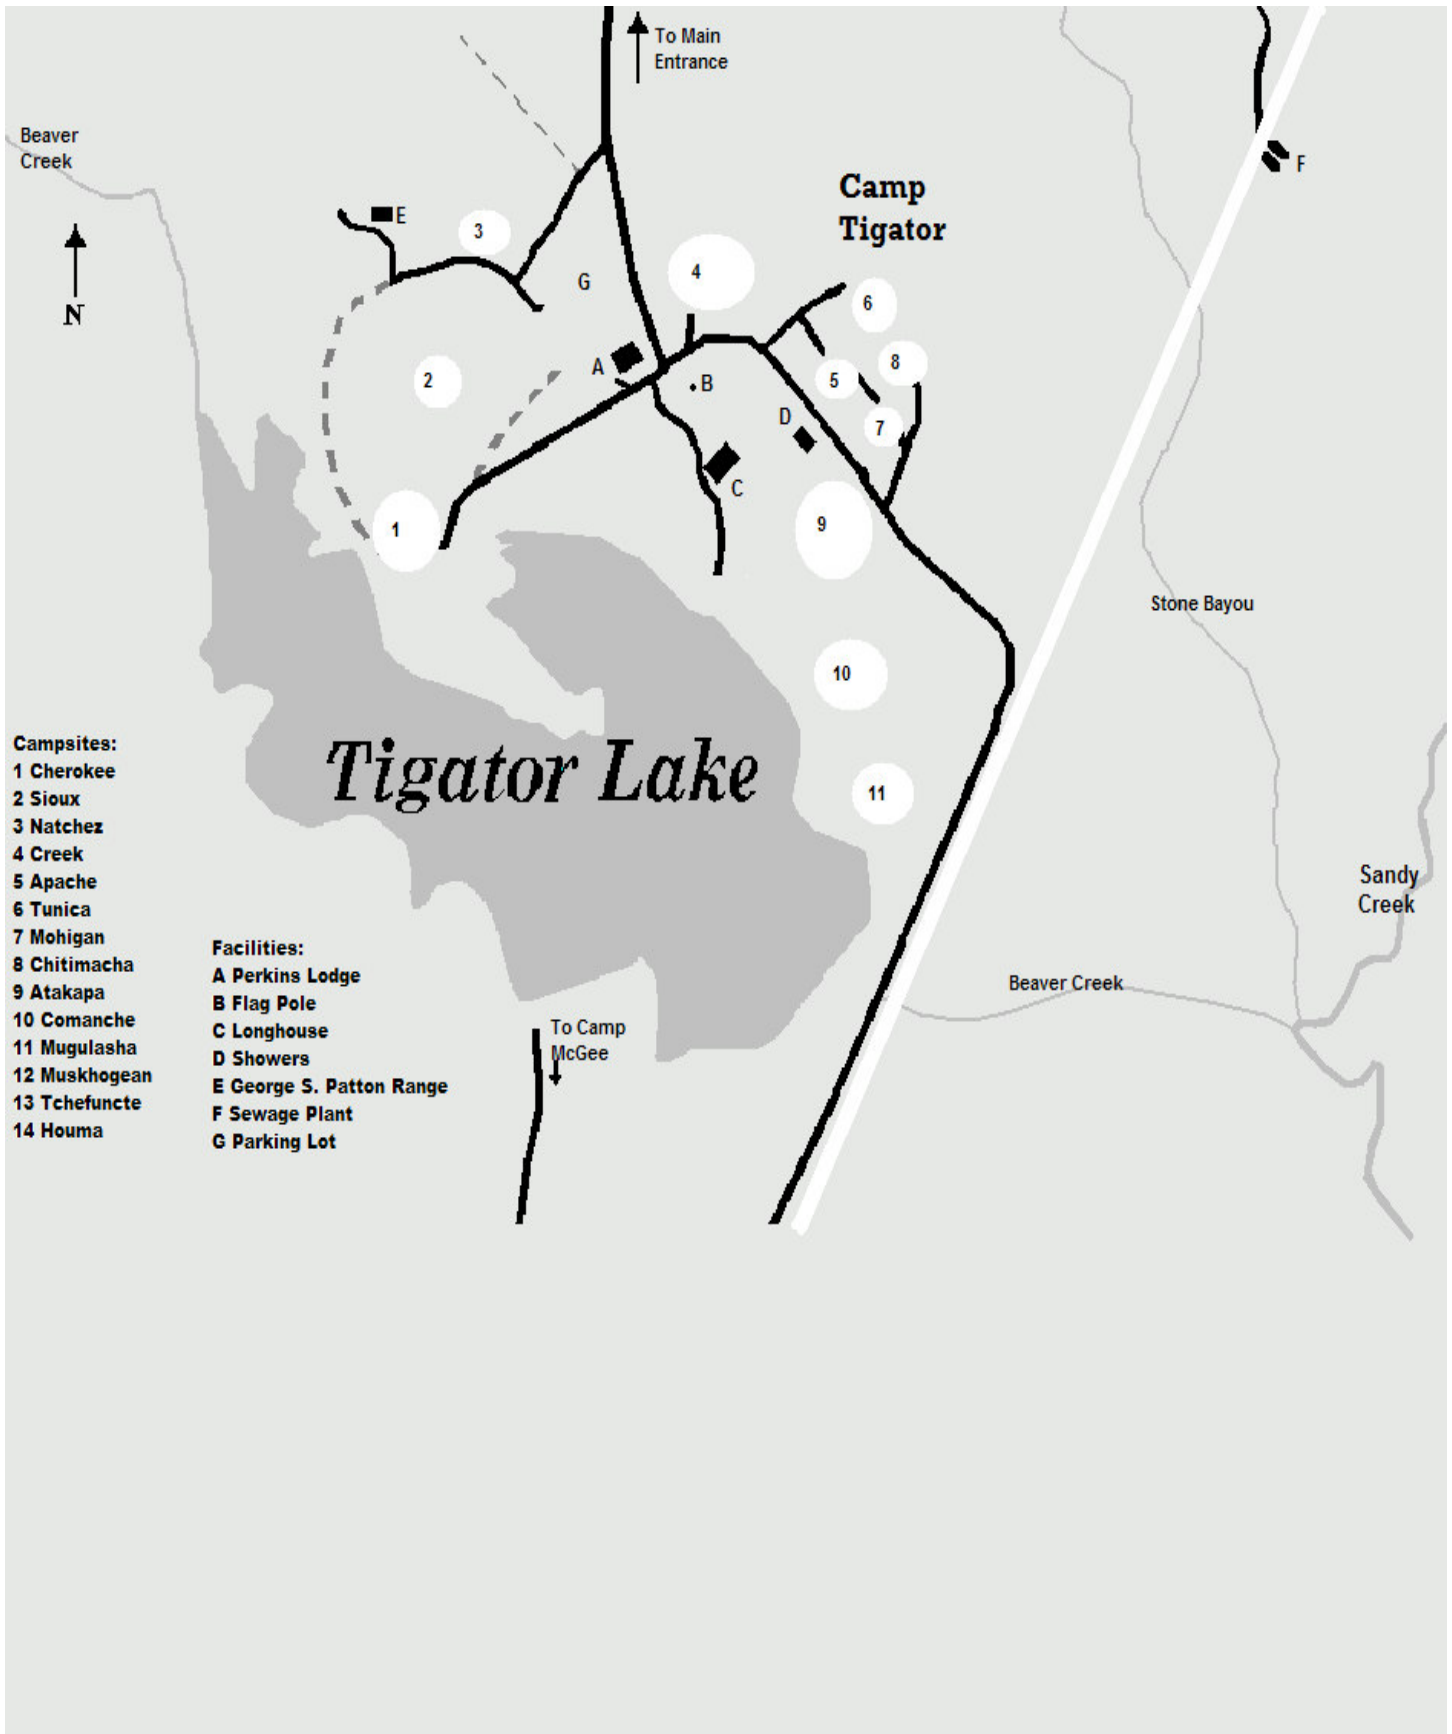 To Main
Entrance
Beaver
Creek
F
Camp
Tigator
E
3
4
G
N
6
A
8
2
5
B
D
7
C
1
9
Stone Bayou
10
Tigator Lake
11
Campsites:
1 Cherokee
2 Sioux
3 Natchez
4 Creek
5 Apache
6 Tunica
7 Mohigan
8 Chitimacha
9 Atakapa
10 Comanche
11 Mugulasha
12 Muskhogean
13 Tchefuncte
14 Houma
Facilities:
A Perkins Lodge
B Flag Pole
C Longhouse
D Showers
E George S. Patton Range
F Sewage Plant
G Parking Lot
Sandy
Creek
Beaver Creek
To Camp
McGee